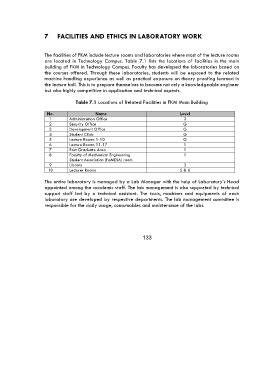 7 FACILITIES AND ETHICS IN LABORATORY WORK
The facilities of FKM include lecture rooms and laboratories where most of the lecture rooms
are located in Technology Campus. Table 7.1 lists the locations of facilities in the main
building of FKM in Technology Campus. Faculty has developed the laboratories based on
the courses offered. Through these laboratories, students will be exposed to the related
machine handling experience as well as practical exposure on theory proofing learned in
the lecture hall. This is to prepare themselves to become not only a knowledgeable engineer
but also highly competitive in application and technical aspects.
Table 7.1 Locations of Related Facilities in FKM Main Building
No. Name Level
1 Administration Office 2
2 Security Office G
3 Development Office G
4 Student Clinic G
5 Lecture Rooms 1-10 G
6 Lecture Rooms 11-17 1
7 Post Graduate Area 1
8 Faculty of Mechanical Engineering 1
Student Association (FoMESA) room
9 Library 3
10 Lecturer Rooms 5 & 6
The entire laboratory is managed by a Lab Manager with the help of Laboratory's Head
appointed among the academic staff. The lab management is also supported by technical
support staff led by a technical assistant. The tools, machines and equipments of each
laboratory are developed by respective departments. The lab management committee is
responsible for the daily usage, consumables and maintenance of the labs.
133